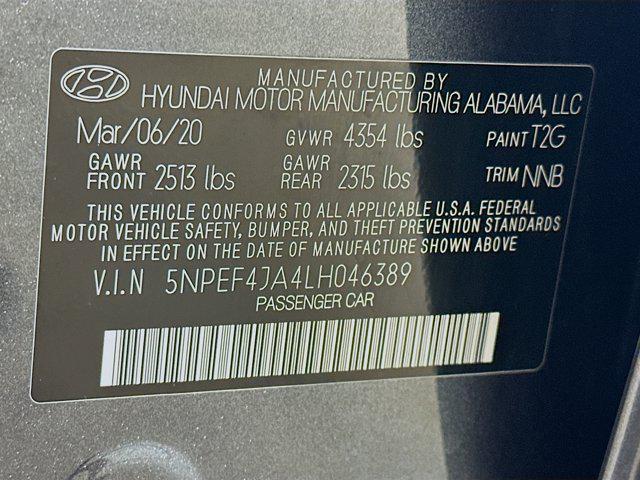 MANUFACTURED BY
HYUNDAI MOTOR MANUFACTURING ALABAMA, LLC
Mar/06/20 GVWR 4354 lbs PAINT T2G
GAWR FRONT 2513 lbs GAWR REAR 2315 lbs TRIM NNB
THIS VEHICLE CONFORMS TO ALL APPLICABLE U.S.A. FEDERAL
MOTOR VEHICLE SAFETY, BUMPER, AND THEFT PREVENTION STANDARDS
IN EFFECT ON THE DATE OF MANUFACTURE SHOWN ABOVE
V.I.N 5NPEF4JA4LH046389
PASSENGER CAR